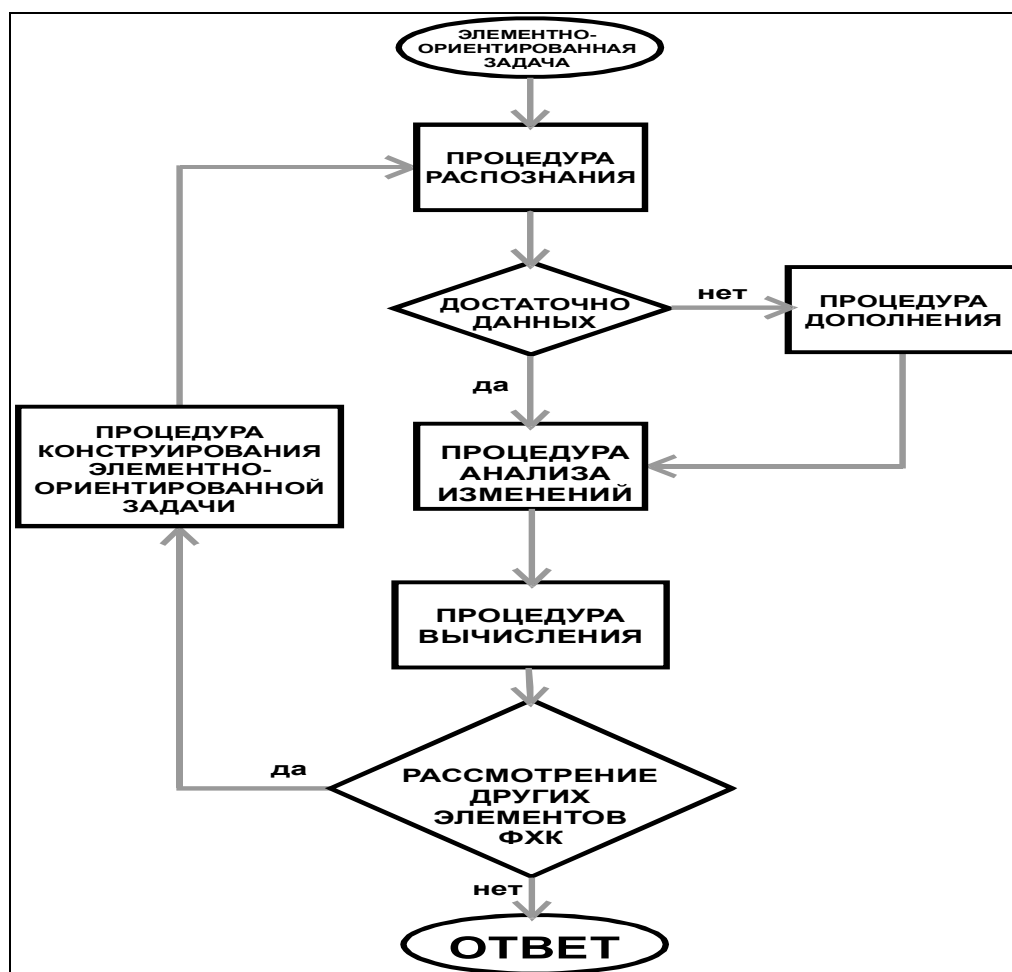 ЭЛЕМЕНТНО-
ОРИЕНТИРОВАННАЯ
ЗАДАЧА
ПРОЦЕДУРА
РАСПОЗНАНИЯ
ДОСТАТОЧНО
ДАННЫХ
нет
ПРОЦЕДУРА
ДОПОЛНЕНИЯ
да
ПРОЦЕДУРА
КОНСТРУИРОВАНИЯ
ЭЛЕМЕНТНО-
ОРИЕНТИРОВАННОЙ
ЗАДАЧИ
ПРОЦЕДУРА
АНАЛИЗА
ИЗМЕНЕНИЙ
ПРОЦЕДУРА
ВЫЧИСЛЕНИЯ
да
РАССМОТРЕНИЕ
ДРУГИХ
ЭЛЕМЕНТОВ
ФХК
нет
ОТВЕТ